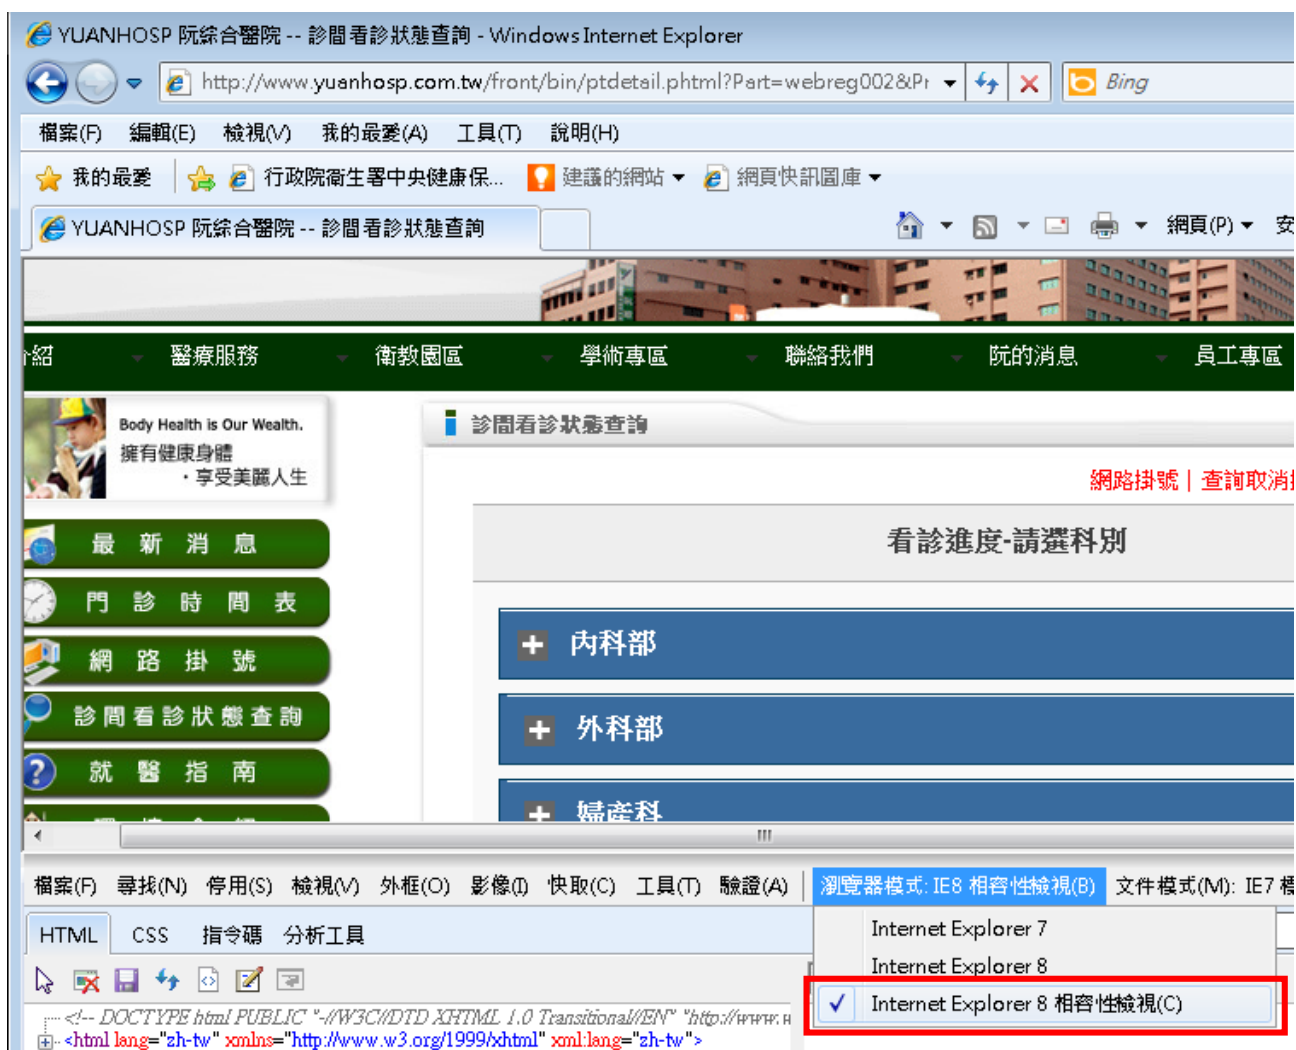 YUANHOSP 阮綜合醫院 -- 診間看診狀態查詢 - Windows Internet Explorer
http://www.yuanhosp.com.tw/front/bin/ptdetail.phtml?Part=webreg002&Pr
Bing
檔案(F) 編輯(E) 檢視(V) 我的最愛(A) 工具(T) 說明(H)
我的最愛 行政院衛生署中央健康保... 建議的網站 網頁快訊圖庫
YUANHOSP 阮綜合醫院 -- 診間看診狀態查詢
網頁(P) 安
紹 醫療服務 衛教園區 學術專區 聯絡我們 阮的消息 員工專區
Body Health is Our Wealth.
擁有健康身體
・享受美麗人生
診間看診狀態查詢
網路掛號 | 查詢取消
看診進度-請選科別
最新消息
門診時間表
網路掛號
診間看診狀態查詢
就醫指南
內科部
外科部
婦產科
檔案(F) 尋找(N) 停用(S) 檢視(V) 外框(O) 影像(I) 快取(C) 工具(T) 驗證(A) 瀏覽器模式: IE8 相容性檢視(B) 文件模式(M): IE7 標
HTML CSS 指令碼 分析工具
Internet Explorer 7
Internet Explorer 8
✓ Internet Explorer 8 相容性檢視(C)
<!-- DOCTYPE html PUBLIC "-//W3C//DTD XHTML 1.0 Transitional//EN" "http://www.w
<html lang="zh-tw" xmlns="http://www.w3.org/1999/xhtml" xml:lang="zh-tw">